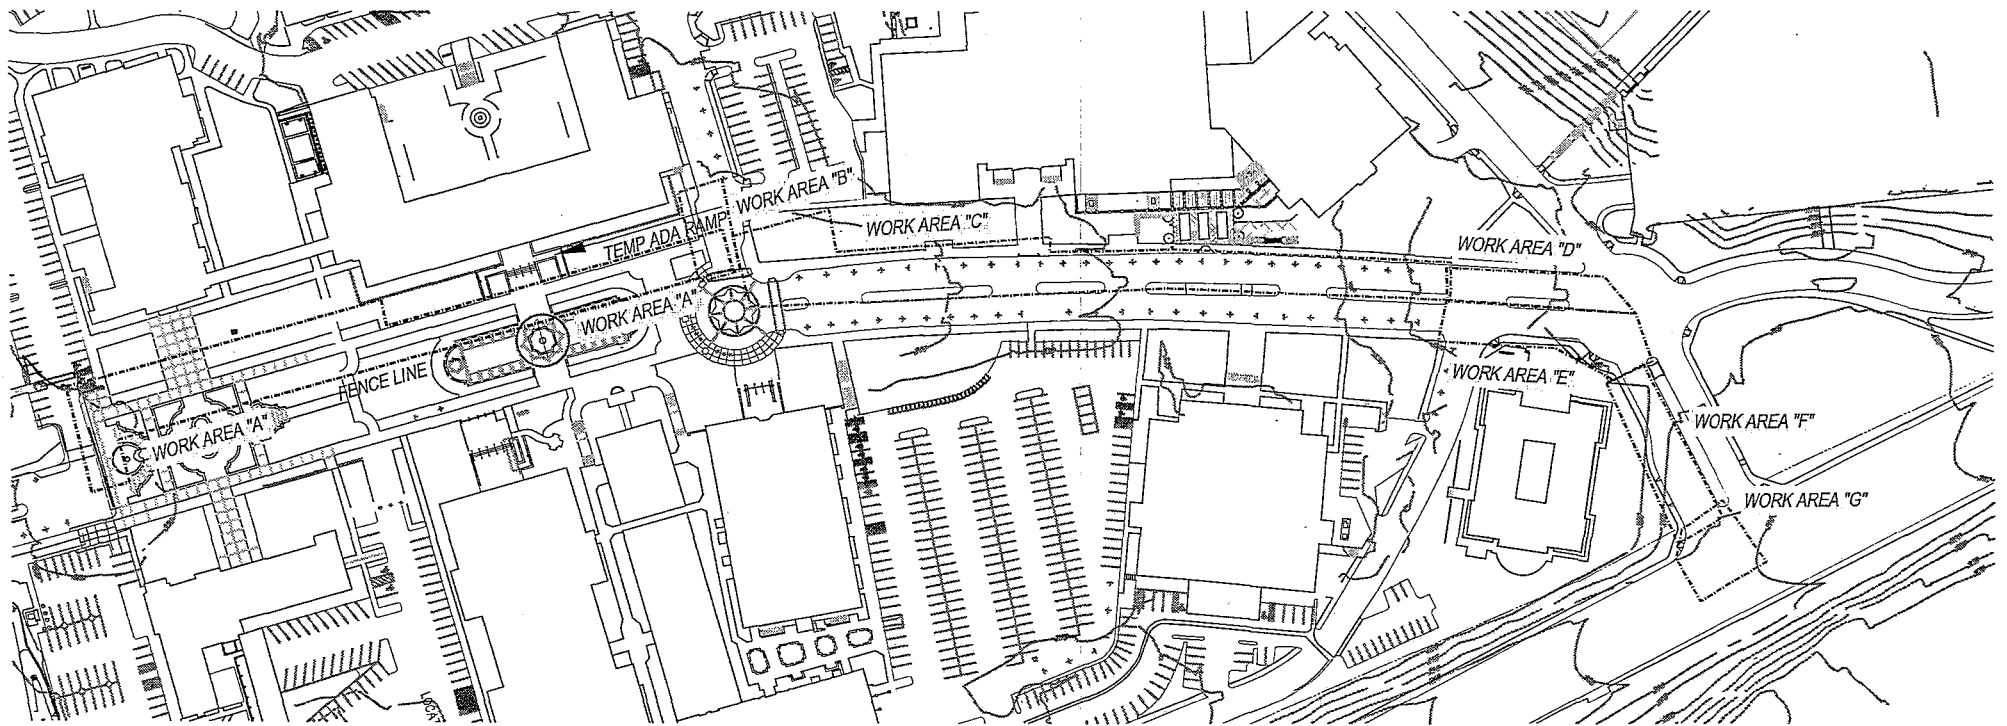 WORK AREA "B"
WORK AREA "C"
TEMP ADA RAMP
WORK AREA "D"
WORK AREA "A"
FENCE LINE
WORK AREA "E"
WORK AREA "F"
WORK AREA "A"
WORK AREA "G"